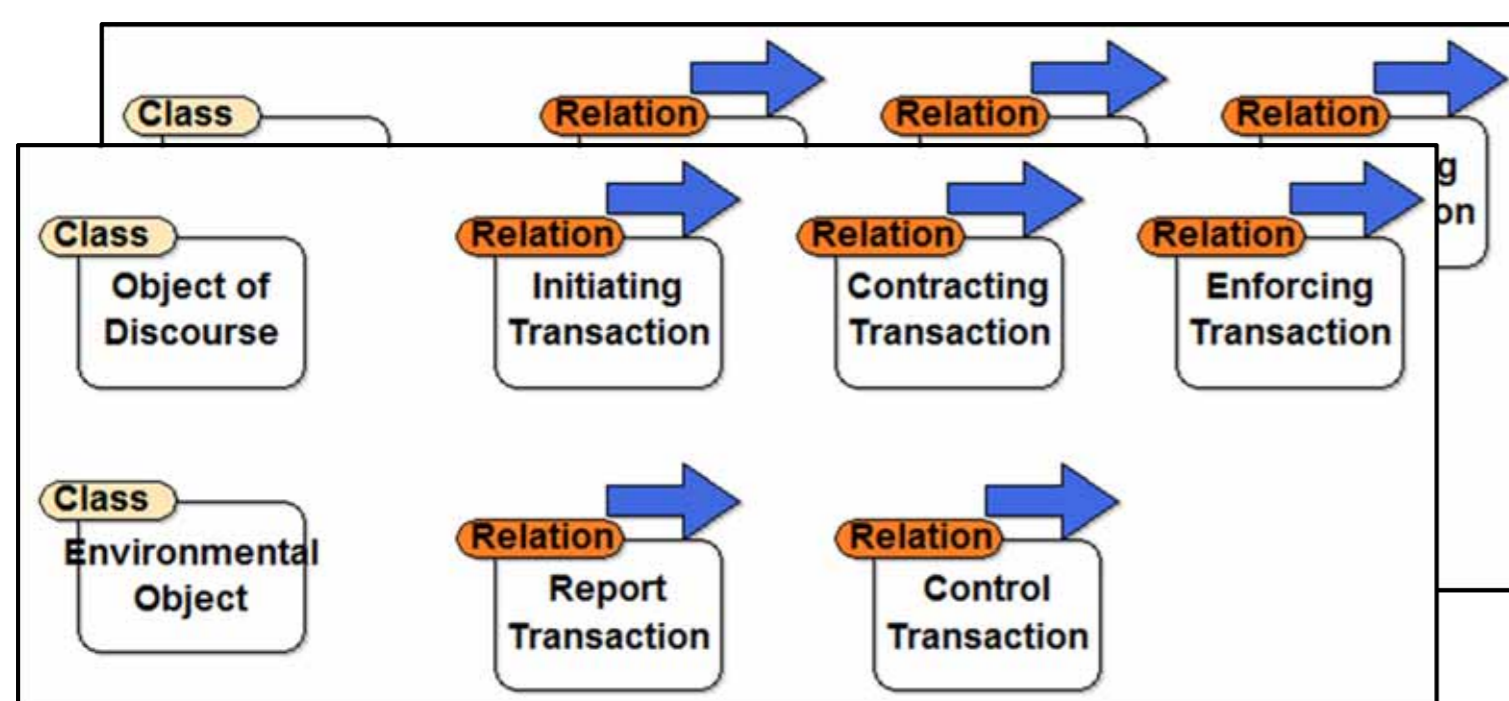 Class
Relation
Relation
Relation
g
on
Class
Relation
Relation
Relation
Object of
Discourse
Initiating
Transaction
Contracting
Transaction
Enforcing
Transaction
Class
Relation
Relation
Environmental
Object
Report
Transaction
Control
Transaction